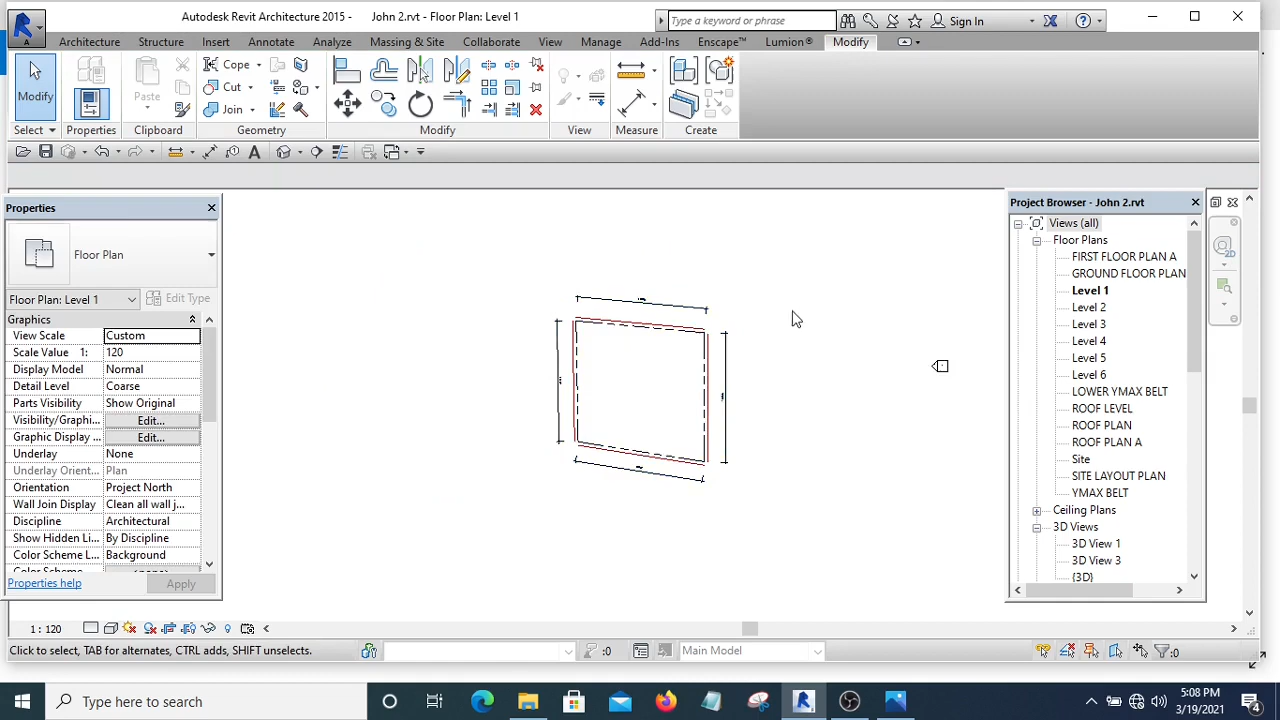 Autodesk Revit Architecture 2015 - John 2.rvt - Floor Plan: Level 1
Type a keyword or phrase
Sign In
Architecture Structure Insert Annotate Analyze Massing & Site Collaborate View Manage Add-Ins Enscape™ Lumion® Modify
Modify
Paste
Cope
Cut
Join
Select Properties Clipboard Geometry Modify View Measure Create
Properties
Floor Plan
Floor Plan: Level 1 Edit Type
Graphics
View Scale Custom
Scale Value 1: 120
Display Model Normal
Detail Level Coarse
Parts Visibility Show Original
Visibility/Graphi... Edit...
Graphic Display ... Edit...
Underlay None
Underlay Orient... Plan
Orientation Project North
Wall Join Display Clean all wall j...
Discipline Architectural
Show Hidden Li... By Discipline
Color Scheme L... Background
Color Scheme <none>
Properties help Apply
Project Browser - John 2.rvt
Views (all)
Floor Plans
FIRST FLOOR PLAN A
GROUND FLOOR PLAN
Level 1
Level 2
Level 3
Level 4
Level 5
Level 6
LOWER YMAX BELT
ROOF LEVEL
ROOF PLAN
ROOF PLAN A
Site
SITE LAYOUT PLAN
YMAX BELT
Ceiling Plans
3D Views
3D View 1
3D View 3
{3D}
2D
1 : 120
Click to select, TAB for alternates, CTRL adds, SHIFT unselects.
:0
Main Model
:0
Type here to search
5:08 PM
3/19/2021
4